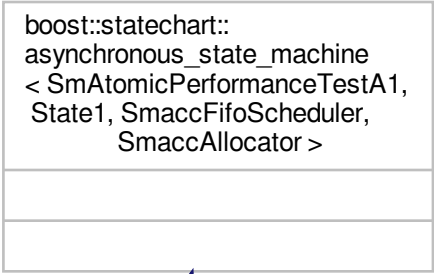 boost::statechart::
asynchronous_state_machine
< SmAtomicPerformanceTestA1,
State1, SmaccFifoScheduler,
SmaccAllocator >